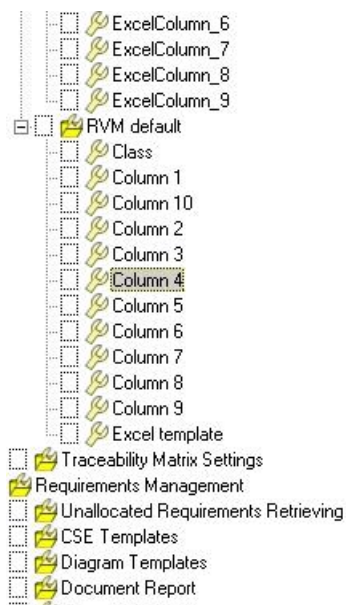 ExcelColumn_6
ExcelColumn_7
ExcelColumn_8
ExcelColumn_9
RVM default
Class
Column 1
Column 10
Column 2
Column 3
Column 4
Column 5
Column 6
Column 7
Column 8
Column 9
Excel template
Traceability Matrix Settings
Requirements Management
Unallocated Requirements Retrieving
CSE Templates
Diagram Templates
Document Report